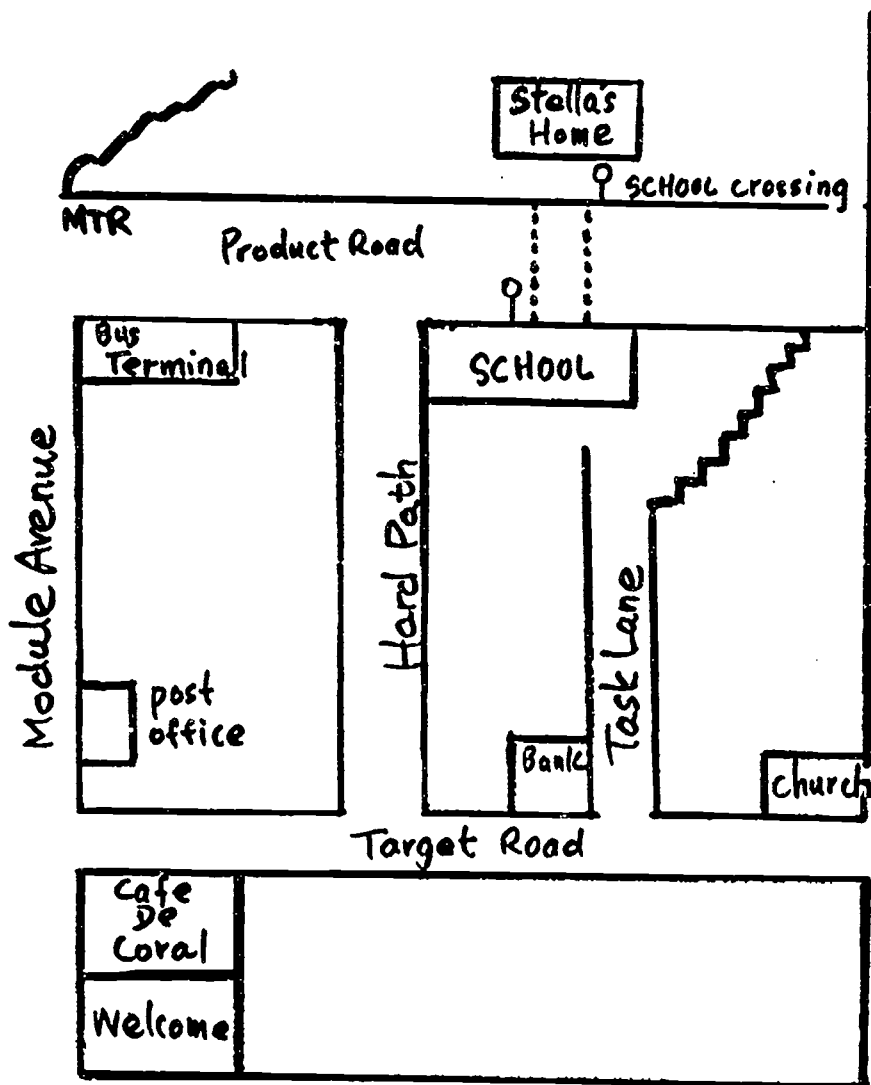 Stella's
Home
SCHOOL crossing
MTR
Product Road
Bus
Terminal
SCHOOL
Module Avenue
Hard Path
Task Lane
post
office
Bank
church
Target Road
Cafe
De
Coral
Welcome